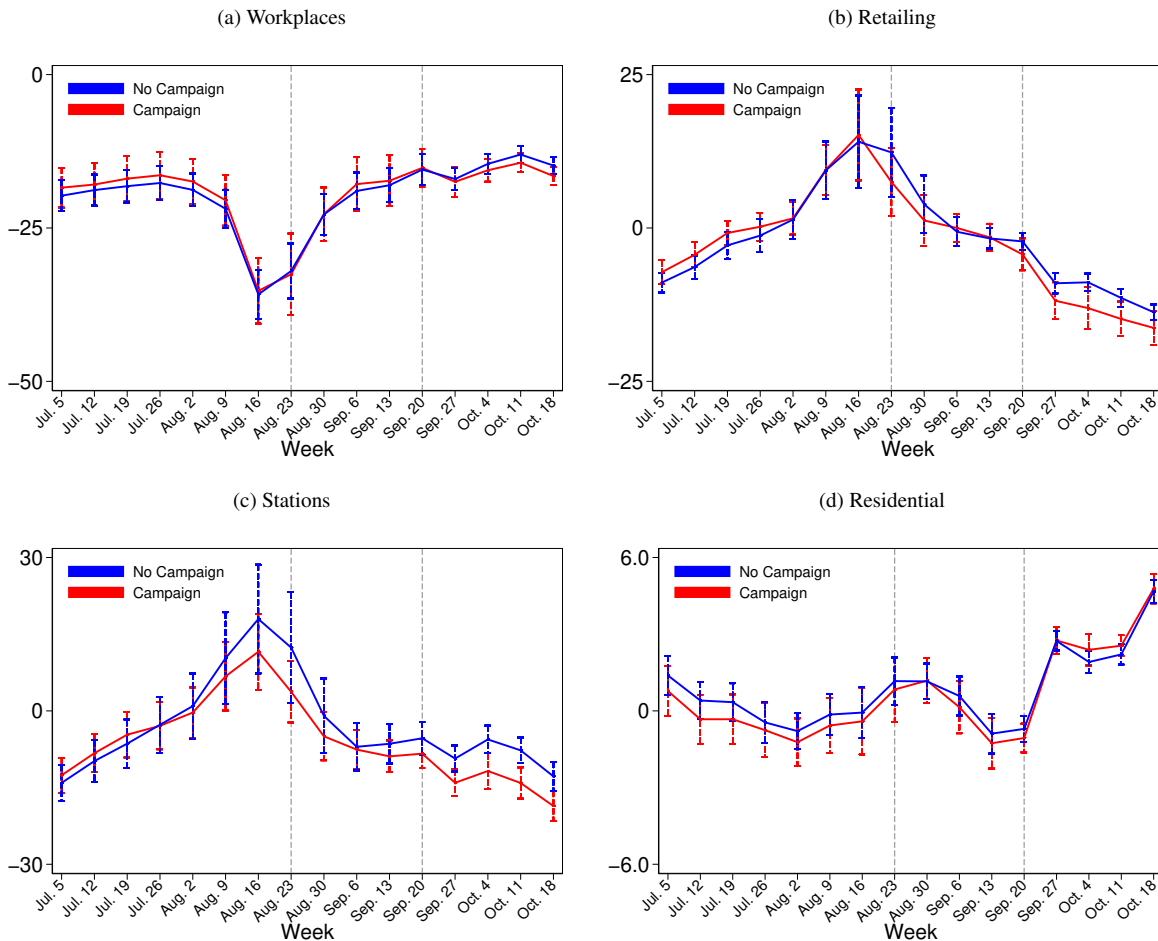 (a) Workplaces
0
−25
−50
No Campaign
Campaign
Jul. 5
Jul. 12
Jul. 19
Jul. 26
Aug. 2
Aug. 9
Aug. 16
Aug. 23
Aug. 30
Sep. 6
Sep. 13
Sep. 20
Sep. 27
Oct. 4
Oct. 11
Oct. 18
Week
(b) Retailing
25
0
−25
No Campaign
Campaign
Jul. 5
Jul. 12
Jul. 19
Jul. 26
Aug. 2
Aug. 9
Aug. 16
Aug. 23
Aug. 30
Sep. 6
Sep. 13
Sep. 20
Sep. 27
Oct. 4
Oct. 11
Oct. 18
Week
(c) Stations
30
0
−30
No Campaign
Campaign
Jul. 5
Jul. 12
Jul. 19
Jul. 26
Aug. 2
Aug. 9
Aug. 16
Aug. 23
Aug. 30
Sep. 6
Sep. 13
Sep. 20
Sep. 27
Oct. 4
Oct. 11
Oct. 18
Week
(d) Residential
6.0
0
−6.0
No Campaign
Campaign
Jul. 5
Jul. 12
Jul. 19
Jul. 26
Aug. 2
Aug. 9
Aug. 16
Aug. 23
Aug. 30
Sep. 6
Sep. 13
Sep. 20
Sep. 27
Oct. 4
Oct. 11
Oct. 18
Week